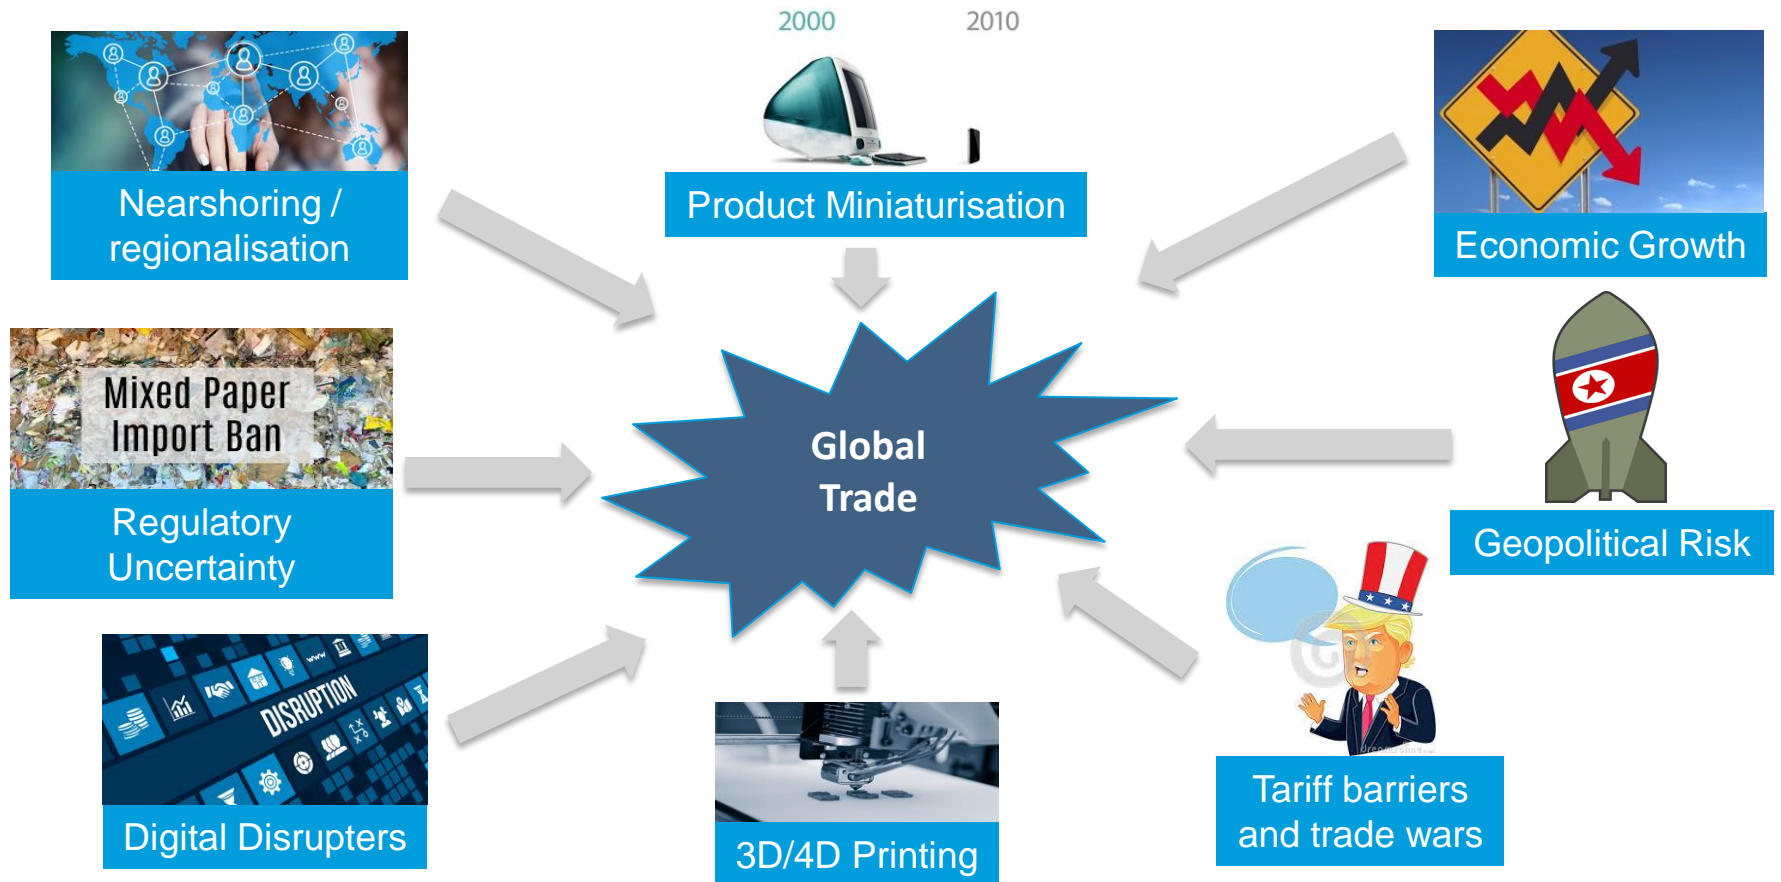 2000
2010
Nearshoring /
regionalisation
Product Miniaturisation
Economic Growth
Mixed Paper
Import Ban
Regulatory
Uncertainty
Global
Trade
Geopolitical Risk
www
DISRUPTION
Digital Disrupters
3D/4D Printing
Tariff barriers
and trade wars